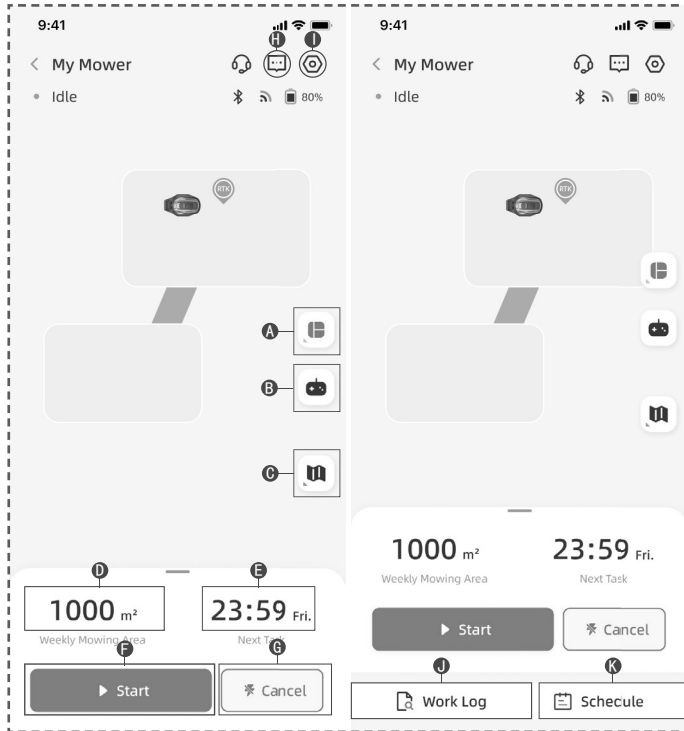 9:41
H I
My Mower
Idle 80%
RTK
A
B
C
D E
1000 m² 23:59 Fri.
Weekly Mowing Area Next Task
F G
Start Cancel
9:41
My Mower
Idle 80%
RTK
1000 m² 23:59 Fri.
Weekly Mowing Area Next Task
Start Cancel
J K
Work Log Schedule